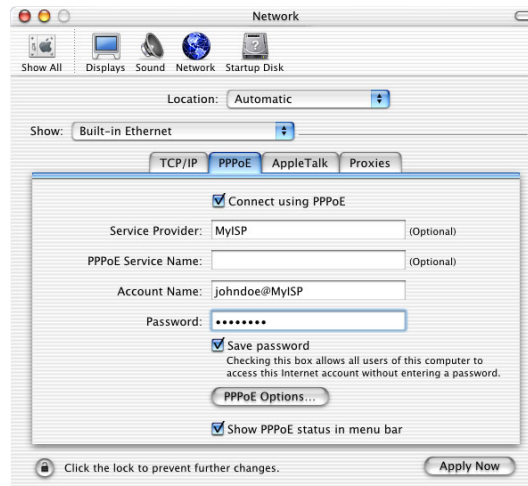 Network
Show All Displays Sound Network Startup Disk
Location: Automatic
Show: Built-in Ethernet
TCP/IP PPPoE AppleTalk Proxies
Connect using PPPoE
Service Provider: MyISP (Optional)
PPPoE Service Name: (Optional)
Account Name: johndoe@MyISP
Password: ••••••••
Save password
Checking this box allows all users of this computer to
access this Internet account without entering a password.
PPPoE Options...
Show PPPoE status in menu bar
Click the lock to prevent further changes. Apply Now